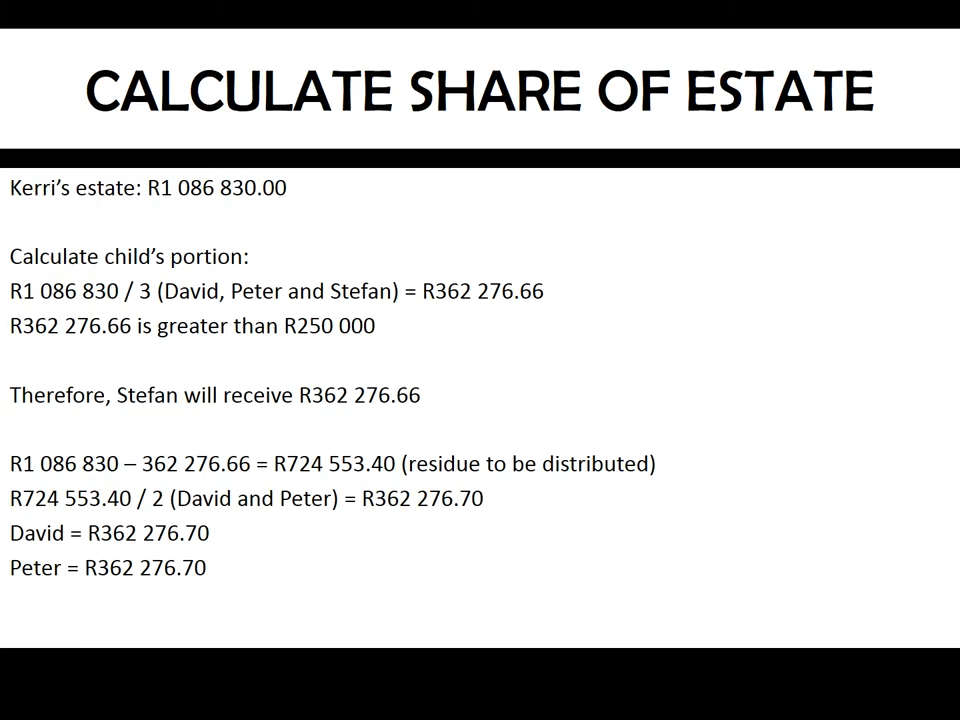 CALCULATE SHARE OF ESTATE
Kerri’s estate: R1 086 830.00
Calculate child’s portion:
R1 086 830 / 3 (David, Peter and Stefan) = R362 276.66
R362 276.66 is greater than R250 000
Therefore, Stefan will receive R362 276.66
R1 086 830 – 362 276.66 = R724 553.40 (residue to be distributed)
R724 553.40 / 2 (David and Peter) = R362 276.70
David = R362 276.70
Peter = R362 276.70